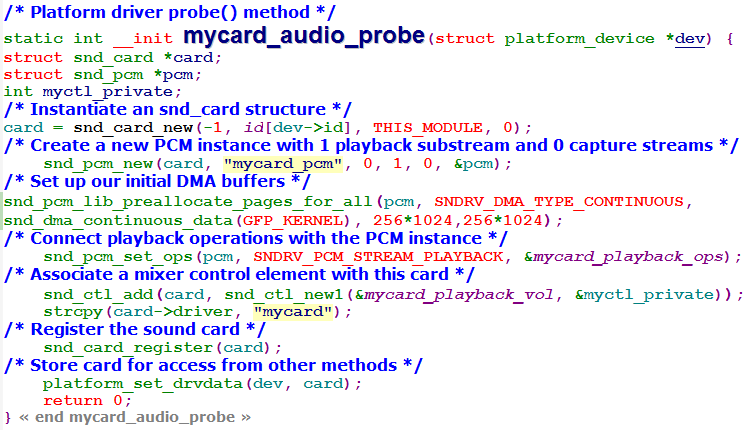 /* Platform driver probe() method */
static int __init mycard_audio_probe(struct platform_device *dev) {
struct snd_card *card;
struct snd_pcm *pcm;
int myctl_private;
/* Instantiate an snd_card structure */
card = snd_card_new(-1, id[dev->id], THIS_MODULE, 0);
/* Create a new PCM instance with 1 playback substream and 0 capture streams */
snd_pcm_new(card, "mycard_pcm", 0, 1, 0, &pcm);
/* Set up our initial DMA buffers */
snd_pcm_lib_preallocate_pages_for_all(pcm, SNDRV_DMA_TYPE_CONTINUOUS,
snd_dma_continuous_data(GFP_KERNEL), 256*1024,256*1024);
/* Connect playback operations with the PCM instance */
snd_pcm_set_ops(pcm, SNDRV_PCM_STREAM_PLAYBACK, &mycard_playback_ops);
/* Associate a mixer control element with this card */
snd_ctl_add(card, snd_ctl_new1(&mycard_playback_vol, &myctl_private));
strcpy(card->driver, "mycard");
/* Register the sound card */
snd_card_register(card);
/* Store card for access from other methods */
platform_set_drvdata(dev, card);
return 0;
} « end mycard_audio_probe »